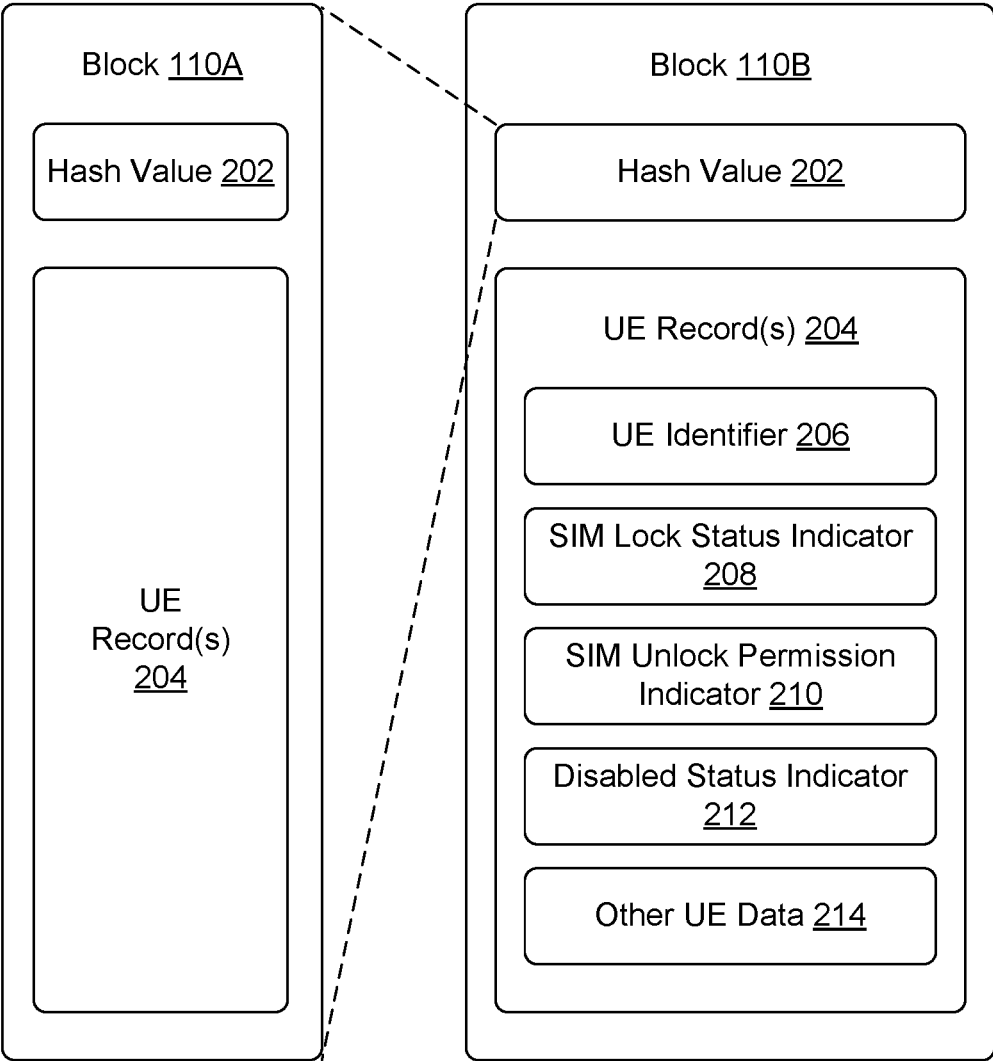 Block 110A
Hash Value 202
UE
Record(s)
204
Block 110B
Hash Value 202
UE Record(s) 204
UE Identifier 206
SIM Lock Status Indicator
208
SIM Unlock Permission
Indicator 210
Disabled Status Indicator
212
Other UE Data 214